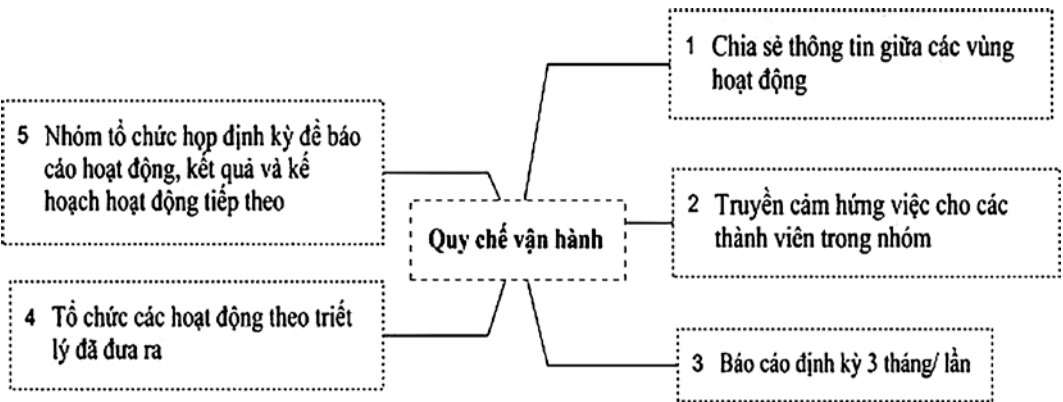 1 Chia sẻ thông tin giữa các vùng
hoạt động
2 Truyền cảm hứng việc cho các
thành viên trong nhóm
3 Báo cáo định kỳ 3 tháng/ lần
4 Tổ chức các hoạt động theo triết
lý đã đưa ra
5 Nhóm tổ chức họp định kỳ để báo
cáo hoạt động, kết quả và kế
hoạch hoạt động tiếp theo
Quy chế vận hành